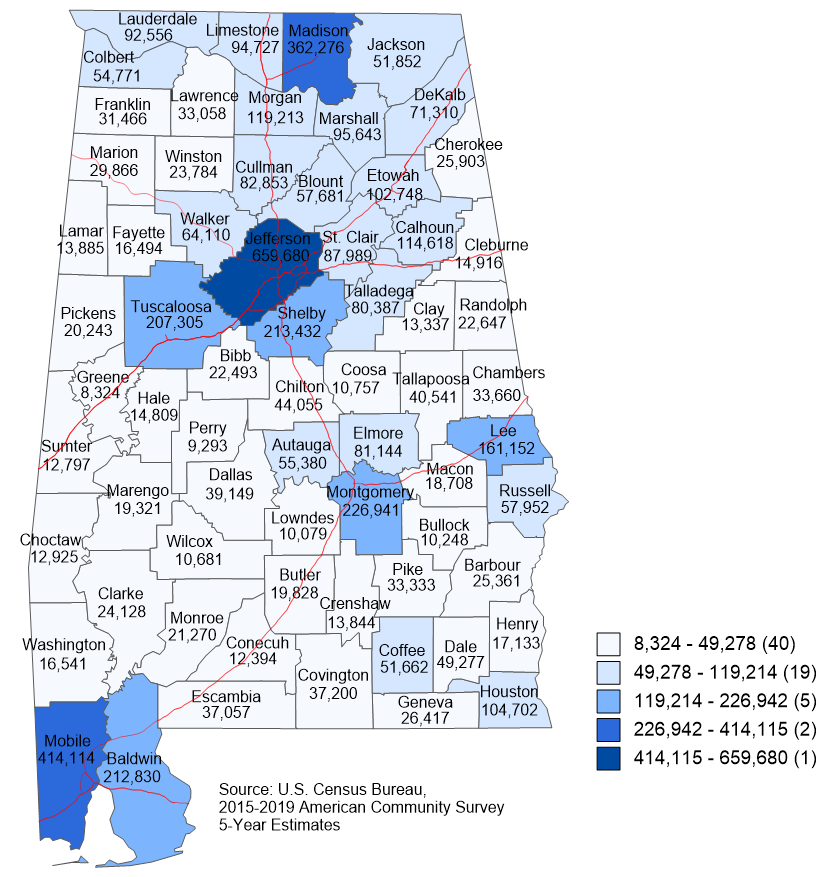 Lauderdale
92,556
Limestone
94,727
Madison
362,276
Jackson
51,852
Colbert
54,771
Franklin
31,466
Lawrence
33,058
Morgan
119,213
Marshall
95,643
DeKalb
71,310
Cherokee
25,903
Marion
29,866
Winston
23,784
Cullman
82,853
Blount
57,681
Etowah
102,748
Lamar
13,885
Fayette
16,494
Walker
64,110
Jefferson
659,680
St. Clair
87,989
Calhoun
114,618
Cleburne
14,916
Pickens
20,243
Tuscaloosa
207,305
Shelby
213,432
Talladega
80,387
Clay
13,337
Randolph
22,647
Greene
8,324
Hale
14,809
Bibb
22,493
Chilton
44,055
Coosa
10,757
Tallapoosa
40,541
Chambers
33,660
Sumter
12,797
Perry
9,293
Autauga
55,380
Elmore
81,144
Lee
161,152
Marengo
19,321
Dallas
39,149
Montgomery
226,941
Macon
18,708
Russell
57,952
Choctaw
12,925
Wilcox
10,681
Lowndes
10,079
Bullock
10,248
Clarke
24,128
Butler
19,828
Crenshaw
13,844
Pike
33,333
Barbour
25,361
Washington
16,541
Monroe
21,270
Conecuh
12,394
Covington
37,200
Coffee
51,662
Dale
49,277
Henry
17,133
Escambia
37,057
Geneva
26,417
Houston
104,702
Mobile
414,114
Baldwin
212,830
8,324 - 49,278 (40)
49,278 - 119,214 (19)
119,214 - 226,942 (5)
226,942 - 414,115 (2)
414,115 - 659,680 (1)
Source: U.S. Census Bureau,
2015-2019 American Community Survey
5-Year Estimates